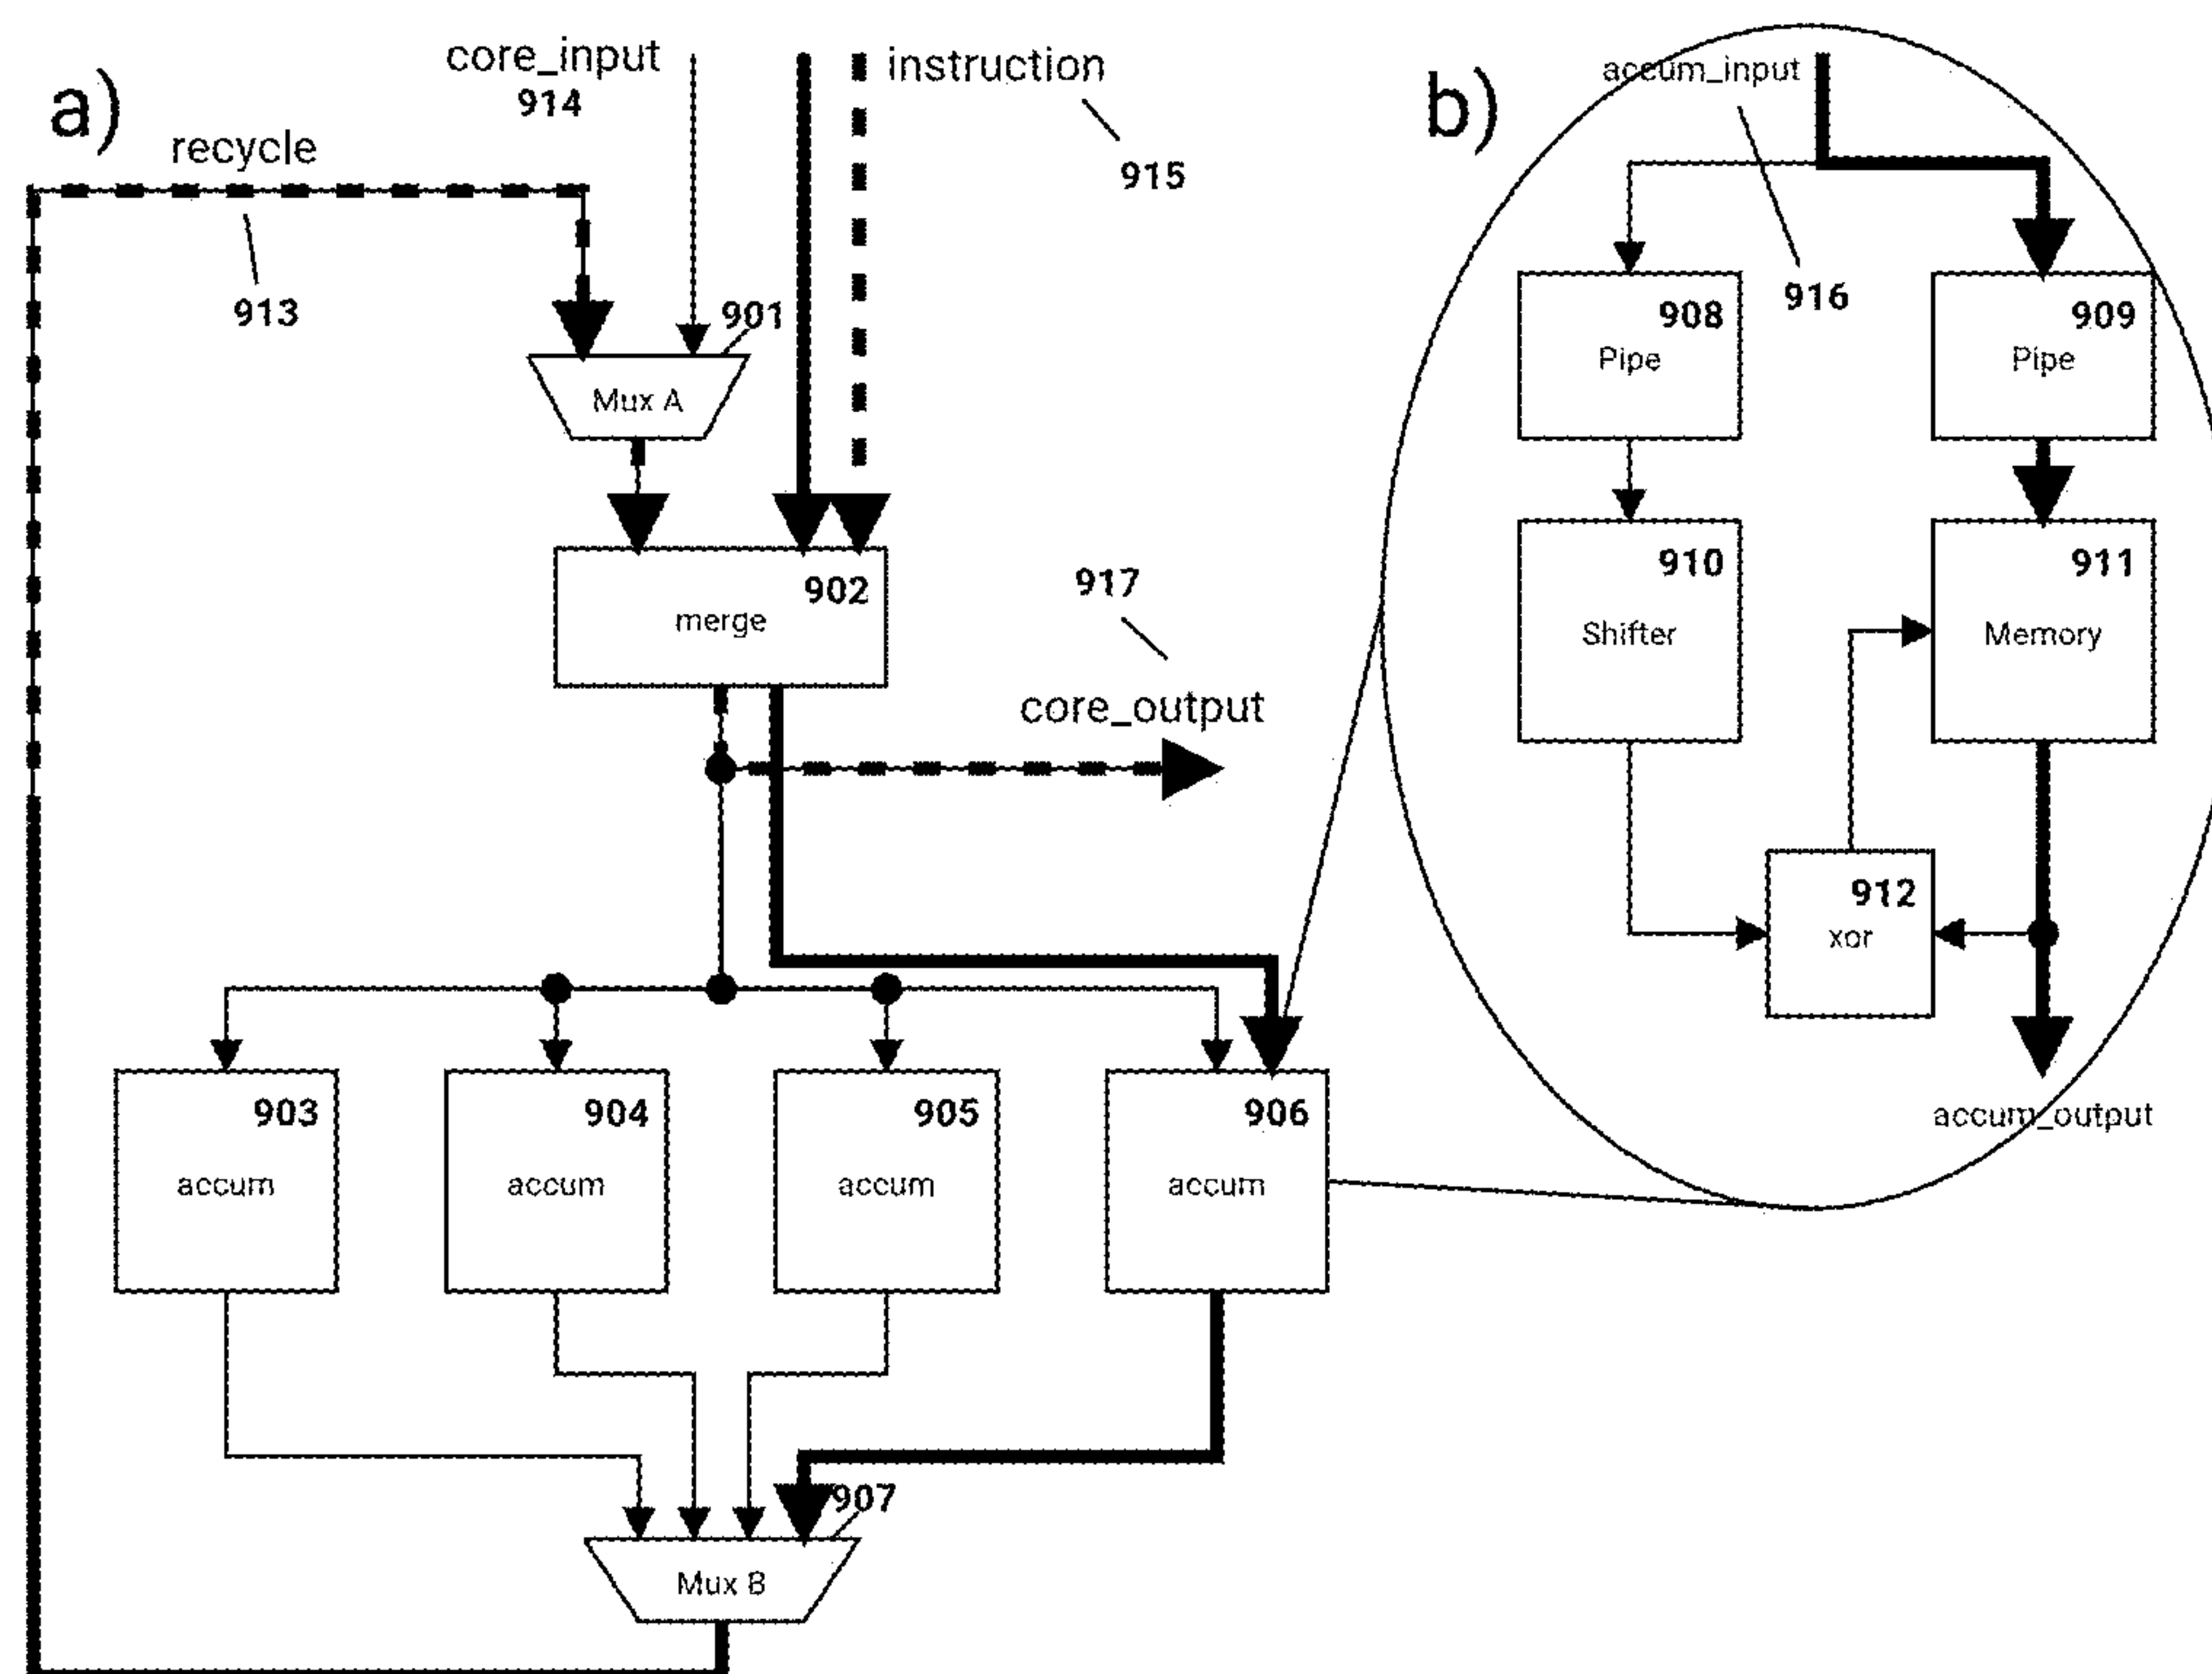 a)
core_input
914
instruction
915
recycle
913
901
Mux A
902
merge
917
core_output
903
accum
904
accum
905
accum
906
accum
907
Mux B
b)
accum_input
916
908
Pipe
909
Pipe
910
Shifter
911
Memory
912
xor
accum_output